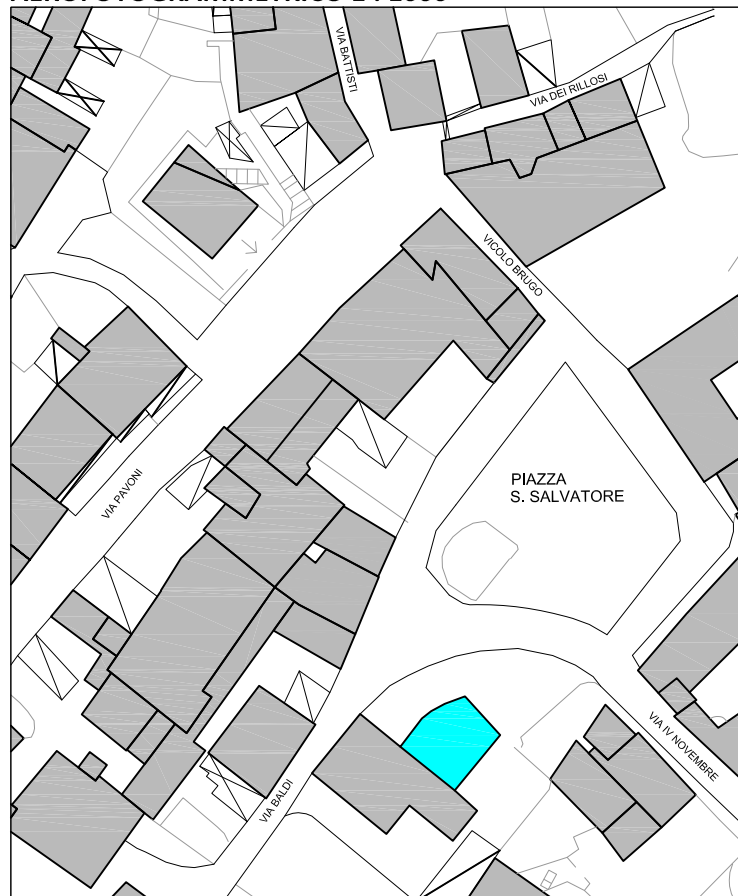 VIA BATTISTI
VIA DEI RILLOSI
VICOLO BRUGO
PIAZZA
S. SALVATORE
VIA PAVONI
VIA IV NOVEMBRE
VIA BALDI